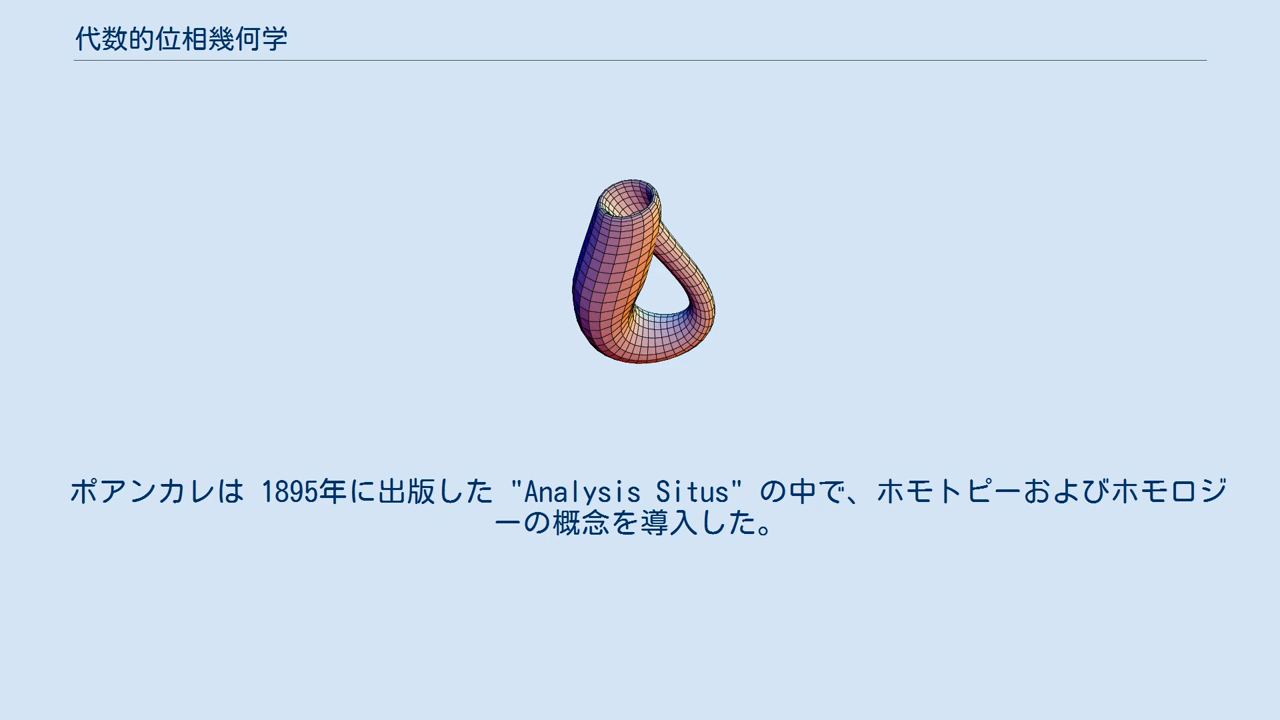 代数的位相幾何学
ポアンカレは 1895年に出版した "Analysis Situs" の中で、ホモトピーおよびホモロジ
ーの概念を導入した。